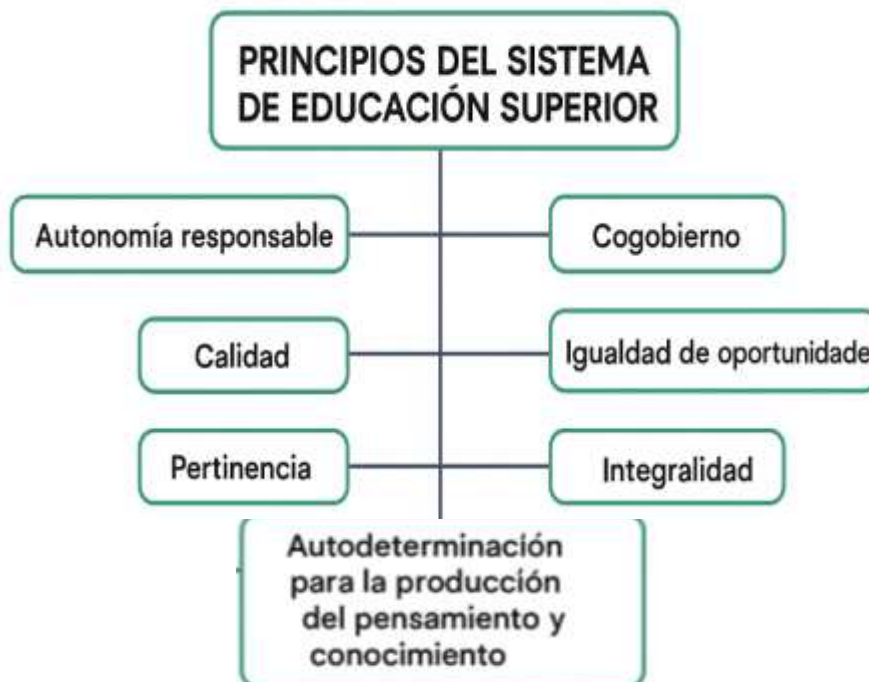 PRINCIPIOS DEL SISTEMA
DE EDUCACIÓN SUPERIOR
Autonomía responsable
Cogobierno
Calidad
Igualdad de oportunidade
Pertinencia
Integralidad
Autodeterminación
para la producción
del pensamiento y
conocimiento